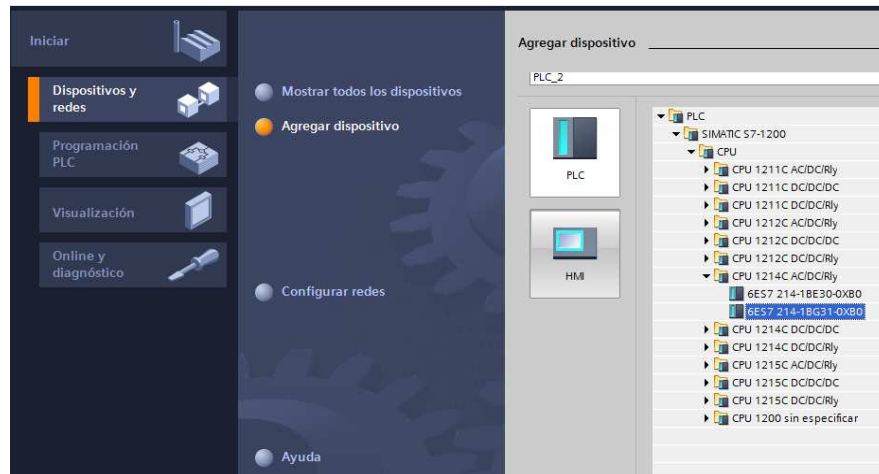 Iniciar
Dispositivos y
redes
Programación
PLC
Visualización
Online y
diagnóstico
Mostrar todos los dispositivos
Agregar dispositivo
Configurar redes
Ayuda
Agregar dispositivo
PLC_2
PLC
HMI
PLC
SIMATIC S7-1200
CPU
CPU 1211C AC/DC/Rly
CPU 1211C DC/DC/DC
CPU 1211C DC/DC/Rly
CPU 1212C AC/DC/Rly
CPU 1212C DC/DC/DC
CPU 1212C DC/DC/Rly
CPU 1214C AC/DC/Rly
6ES7 214-1BE30-0XB0
6ES7 214-1BG31-0XB0
CPU 1214C DC/DC/DC
CPU 1214C DC/DC/Rly
CPU 1215C AC/DC/Rly
CPU 1215C DC/DC/DC
CPU 1215C DC/DC/Rly
CPU 1200 sin especificar